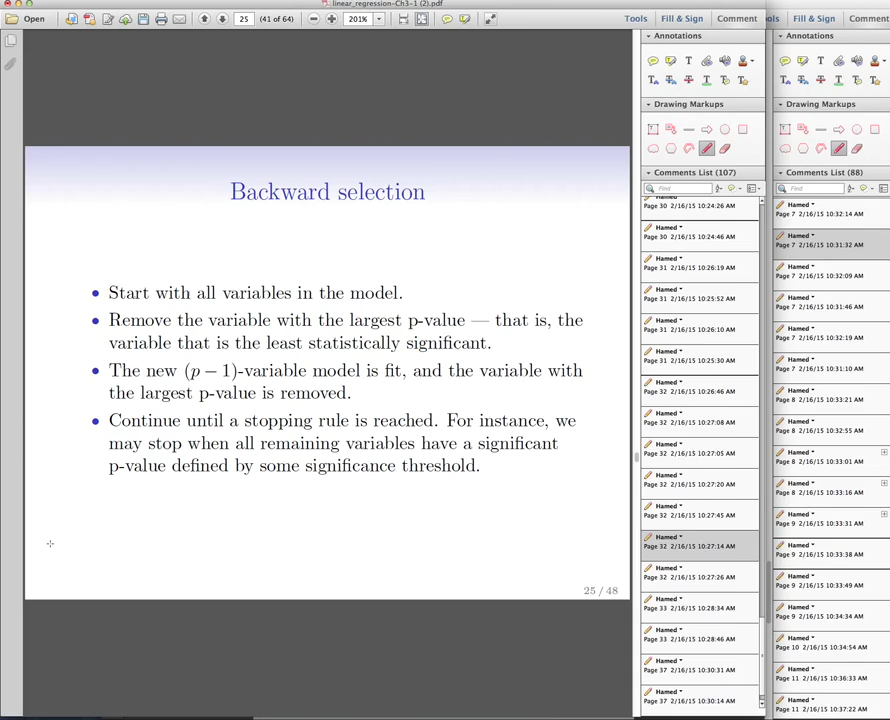 linear_regression-Ch3-1 (2).pdf
Open
25
(41 of 64)
201%
Tools
Fill & Sign
Comment
ols
Fill & Sign
Comment
Backward selection
• Start with all variables in the model.
• Remove the variable with the largest p-value — that is, the
variable that is the least statistically significant.
• The new (p − 1)-variable model is fit, and the variable with
the largest p-value is removed.
• Continue until a stopping rule is reached. For instance, we
may stop when all remaining variables have a significant
p-value defined by some significance threshold.
25 / 48
Annotations
Drawing Markups
Comments List (107)
Find
Hamed
Page 30 2/16/15 10:24:26 AM
Hamed
Page 30 2/16/15 10:24:46 AM
Hamed
Page 31 2/16/15 10:26:19 AM
Hamed
Page 31 2/16/15 10:25:52 AM
Hamed
Page 31 2/16/15 10:26:10 AM
Hamed
Page 31 2/16/15 10:25:30 AM
Hamed
Page 32 2/16/15 10:26:46 AM
Hamed
Page 32 2/16/15 10:27:08 AM
Hamed
Page 32 2/16/15 10:27:05 AM
Hamed
Page 32 2/16/15 10:27:20 AM
Hamed
Page 32 2/16/15 10:27:45 AM
Hamed
Page 32 2/16/15 10:27:14 AM
Hamed
Page 32 2/16/15 10:27:26 AM
Hamed
Page 33 2/16/15 10:28:34 AM
Hamed
Page 33 2/16/15 10:28:46 AM
Hamed
Page 37 2/16/15 10:30:31 AM
Hamed
Page 37 2/16/15 10:30:14 AM
Annotations
Drawing Markups
Comments List (88)
Find
Hamed
Page 7 2/16/15 10:32:14 AM
Hamed
Page 7 2/16/15 10:31:32 AM
Hamed
Page 7 2/16/15 10:32:09 AM
Hamed
Page 7 2/16/15 10:31:46 AM
Hamed
Page 7 2/16/15 10:32:19 AM
Hamed
Page 7 2/16/15 10:31:10 AM
Hamed
Page 8 2/16/15 10:33:21 AM
Hamed
Page 8 2/16/15 10:32:55 AM
Hamed
Page 8 2/16/15 10:33:01 AM
Hamed
Page 8 2/16/15 10:33:16 AM
Hamed
Page 9 2/16/15 10:33:31 AM
Hamed
Page 9 2/16/15 10:33:38 AM
Hamed
Page 9 2/16/15 10:33:49 AM
Hamed
Page 9 2/16/15 10:34:34 AM
Hamed
Page 10 2/16/15 10:34:54 AM
Hamed
Page 11 2/16/15 10:36:33 AM
Hamed
Page 11 2/16/15 10:37:22 AM